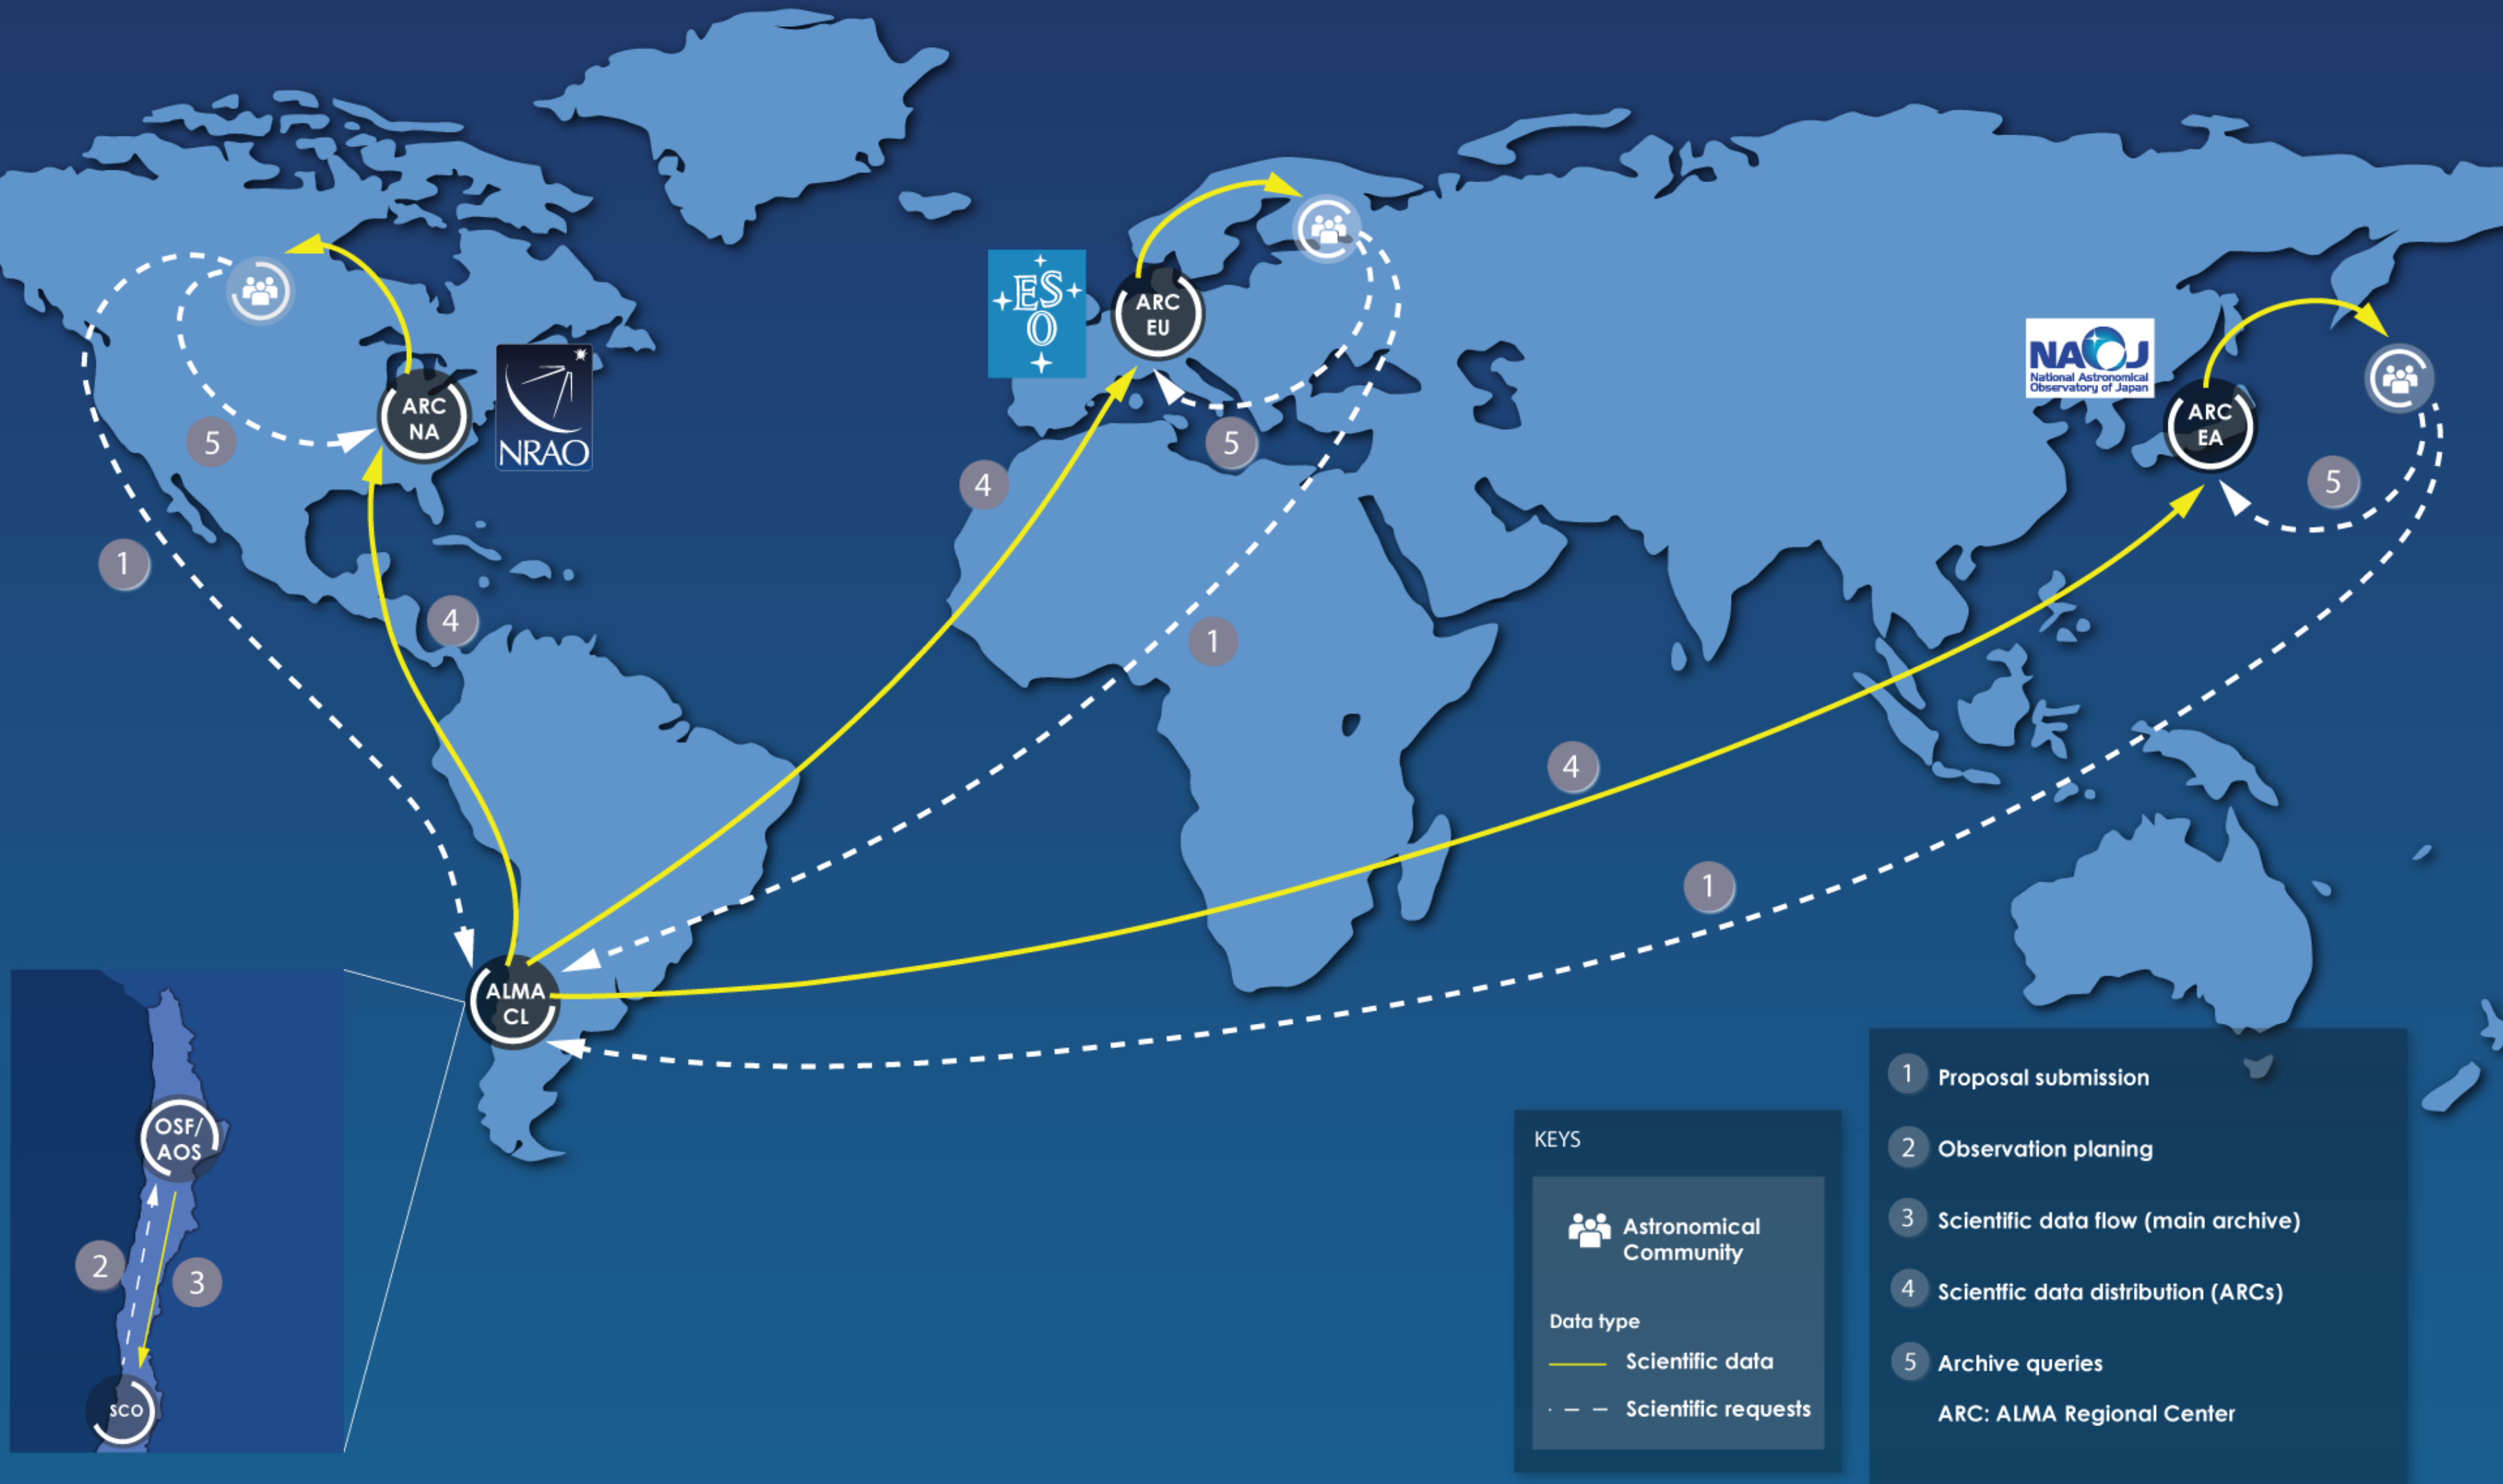 ES
O
ARC
EU
NAOJ
National Astronomical
Observatory of Japan
ARC
NA
NRAO
ARC
EA
5
5
4
5
1
4
1
4
1
ALMA
CL
OSF/
AOS
2
3
SCO
KEYS
Astronomical
Community
Data type
Scientific data
Scientific requests
1 Proposal submission
2 Observation planing
3 Scientific data flow (main archive)
4 Scientfic data distribution (ARCs)
5 Archive queries
ARC: ALMA Regional Center